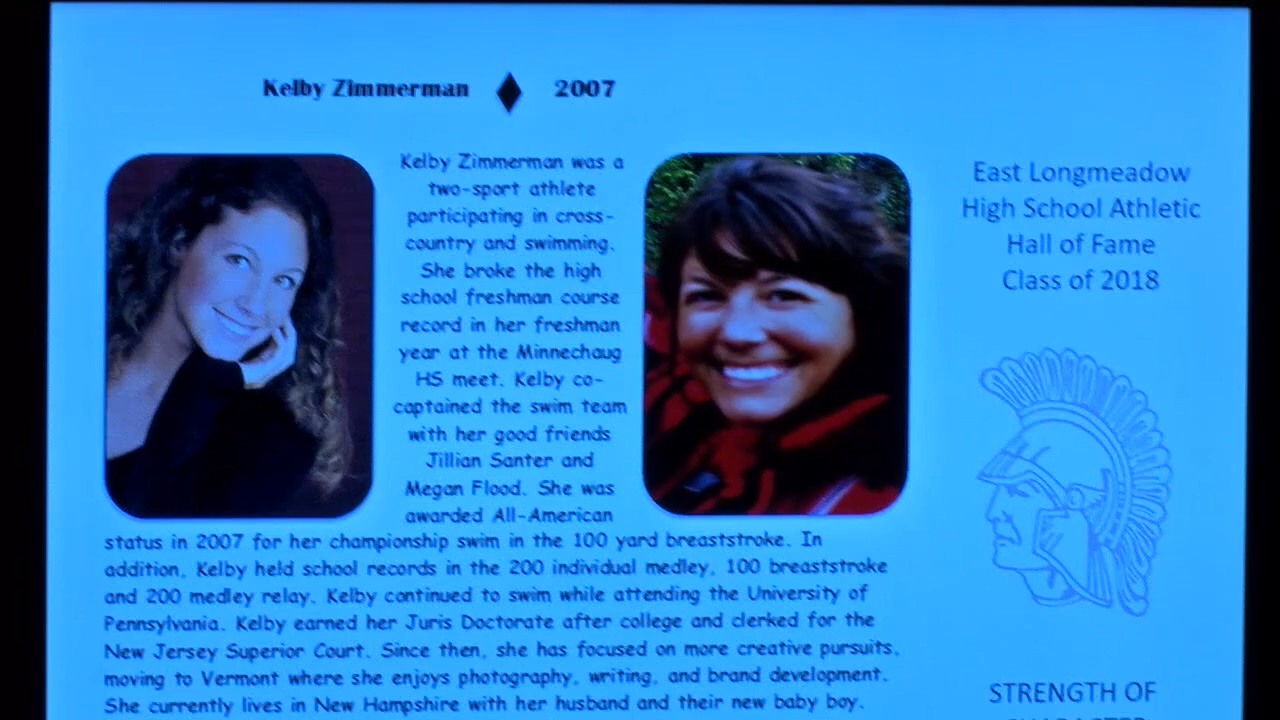 Kelby Zimmerman ♦ 2007
Kelby Zimmerman was a
two-sport athlete
participating in cross-
country and swimming.
She broke the high
school freshman course
record in her freshman
year at the Minnechaug
HS meet. Kelby co-
captained the swim team
with her good friends
Jillian Santer and
Megan Flood. She was
awarded All-American
status in 2007 for her championship swim in the 100 yard breaststroke. In
addition, Kelby held school records in the 200 individual medley, 100 breaststroke
and 200 medley relay. Kelby continued to swim while attending the University of
Pennsylvania. Kelby earned her Juris Doctorate after college and clerked for the
New Jersey Superior Court. Since then, she has focused on more creative pursuits,
moving to Vermont where she enjoys photography, writing, and brand development.
She currently lives in New Hampshire with her husband and their new baby boy.
East Longmeadow
High School Athletic
Hall of Fame
Class of 2018
STRENGTH OF